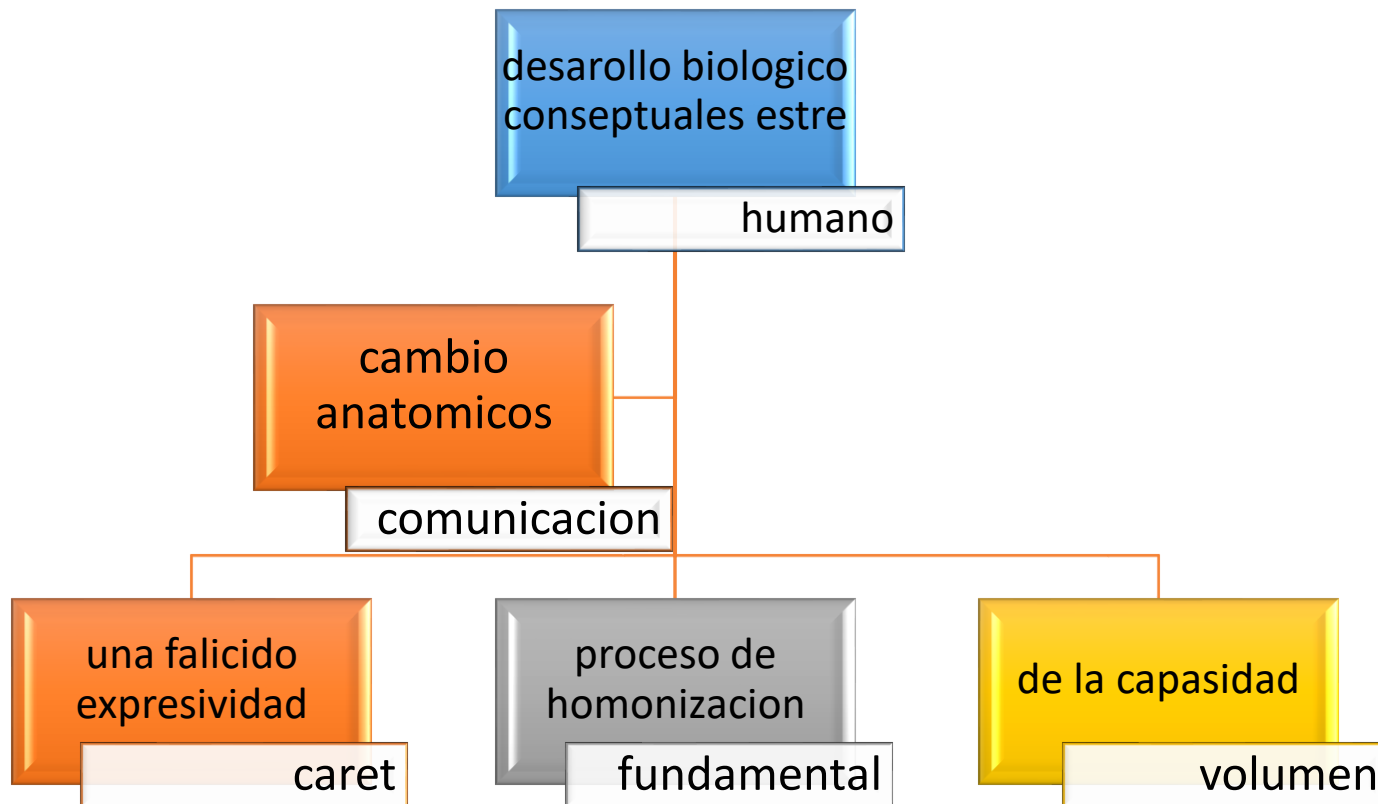 desarollo biologico
conseptuales estre
humano
cambio
anatomicos
comunicacion
una falicido
expresividad
caret
proceso de
homonizacion
fundamental
de la capasidad
volumen